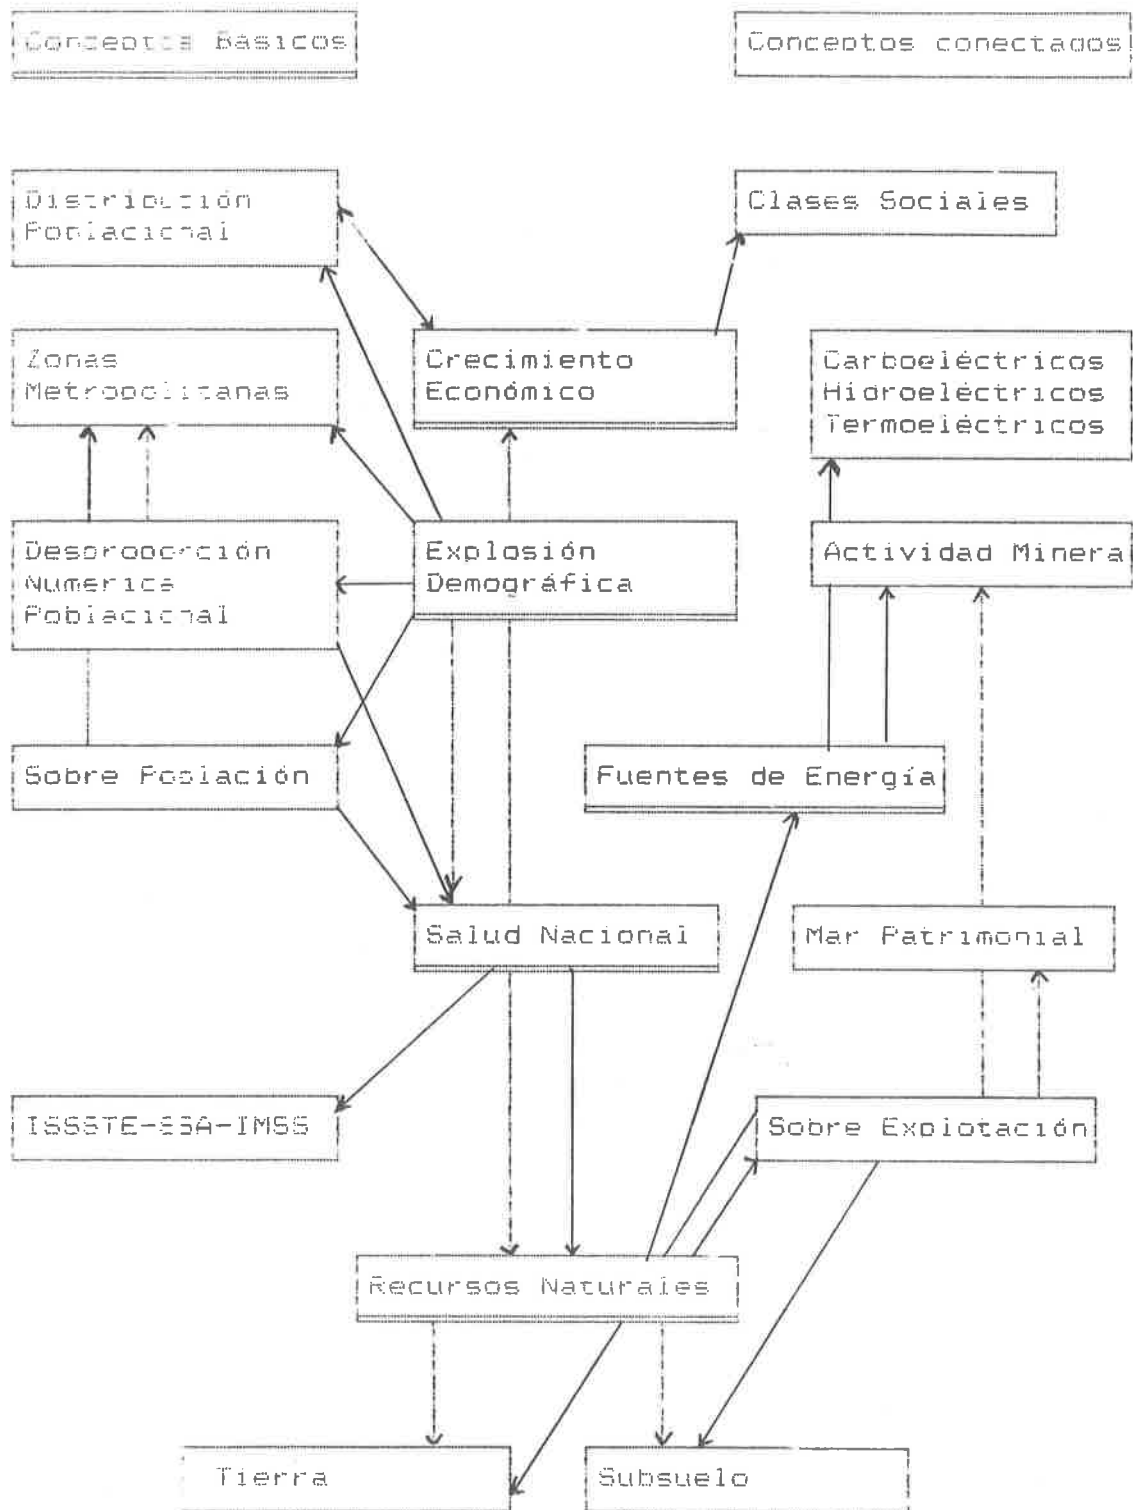 Conceptos Básicos
Conceptos conectados
Distribución
Poblacional
Clases Sociales
Zonas
Metropolitanas
Crecimiento
Económico
Carboeléctricos
Hidroeléctricos
Termoeléctricos
Desproporción
Numerica
Poblacional
Explosión
Demográfica
Actividad Minera
Sobre Población
Fuentes de Energía
Salud Nacional
Mar Patrimonial
ISSSTE-SSA-IMSS
Sobre Explotación
Recursos Naturales
Tierra
Subsuelo